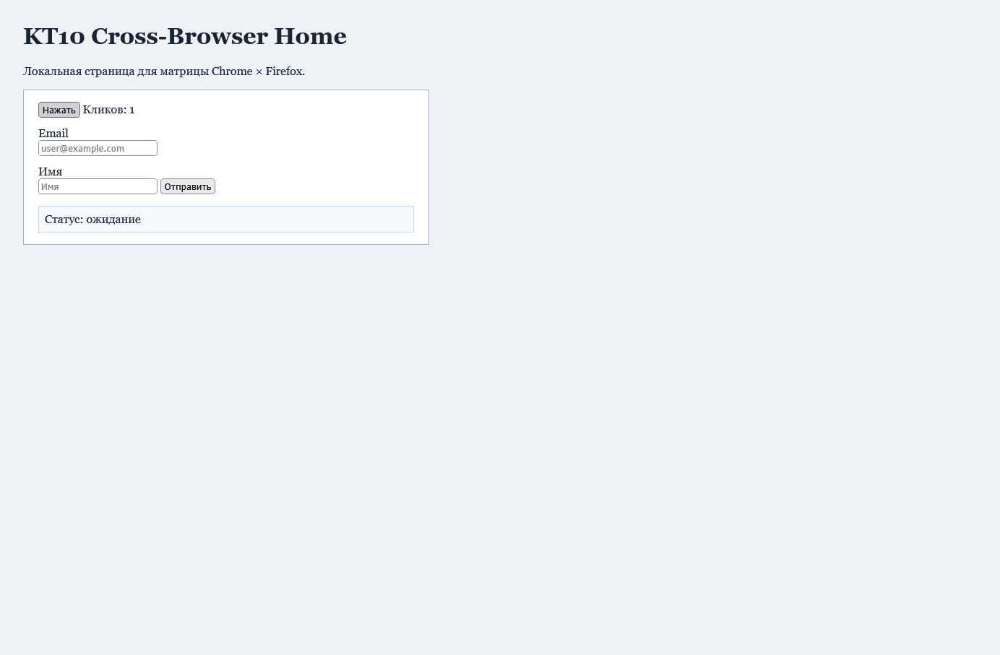 KT10 Cross-Browser Home
Локальная страница для матрицы Chrome × Firefox.
Нажать Кликов: 1
Email
user@example.com
Имя
Имя Отправить
Статус: ожидание